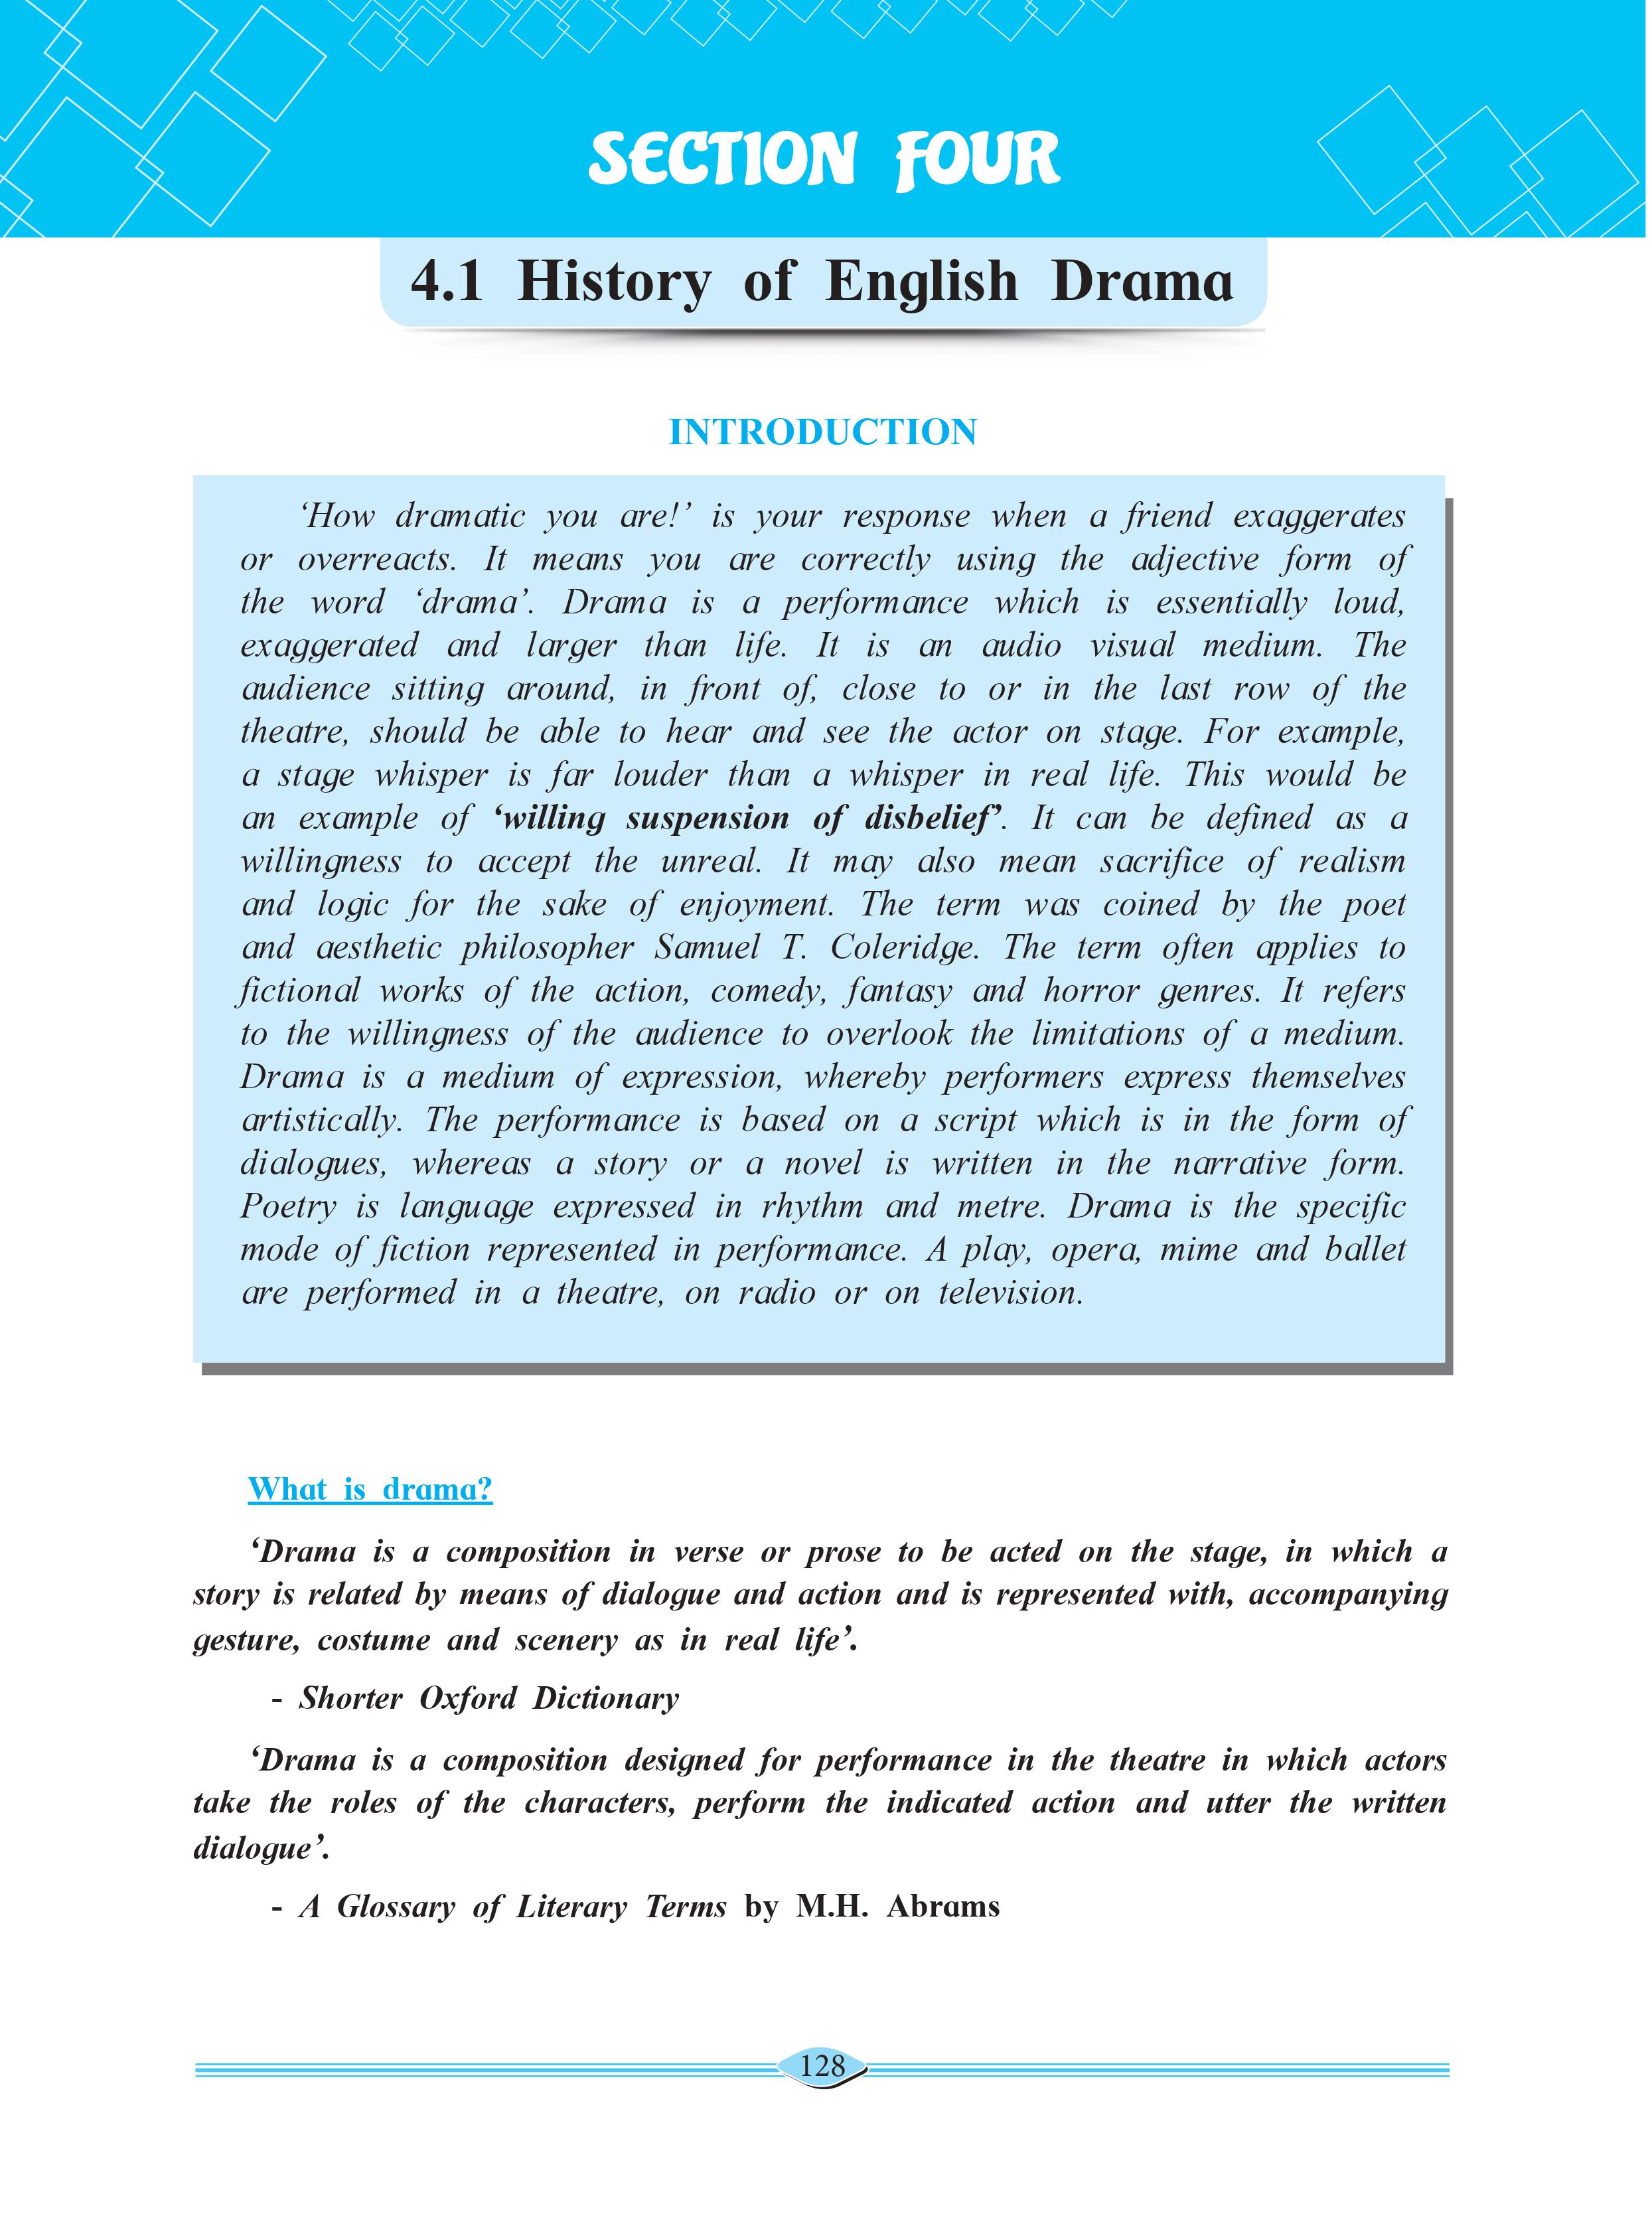 SECTION FOUR
4.1 History of English Drama
INTRODUCTION
‘How dramatic you are!’ is your response when a friend exaggerates
or overreacts. It means you are correctly using the adjective form of
the word ‘drama’. Drama is a performance which is essentially loud,
exaggerated and larger than life. It is an audio visual medium. The
audience sitting around, in front of, close to or in the last row of the
theatre, should be able to hear and see the actor on stage. For example,
a stage whisper is far louder than a whisper in real life. This would be
an example of ‘willing suspension of disbelief’. It can be defined as a
willingness to accept the unreal. It may also mean sacrifice of realism
and logic for the sake of enjoyment. The term was coined by the poet
and aesthetic philosopher Samuel T. Coleridge. The term often applies to
fictional works of the action, comedy, fantasy and horror genres. It refers
to the willingness of the audience to overlook the limitations of a medium.
Drama is a medium of expression, whereby performers express themselves
artistically. The performance is based on a script which is in the form of
dialogues, whereas a story or a novel is written in the narrative form.
Poetry is language expressed in rhythm and metre. Drama is the specific
mode of fiction represented in performance. A play, opera, mime and ballet
are performed in a theatre, on radio or on television.
What is drama?
‘Drama is a composition in verse or prose to be acted on the stage, in which a
story is related by means of dialogue and action and is represented with, accompanying
gesture, costume and scenery as in real life’.
- Shorter Oxford Dictionary
‘Drama is a composition designed for performance in the theatre in which actors
take the roles of the characters, perform the indicated action and utter the written
dialogue’.
- A Glossary of Literary Terms by M.H. Abrams
128